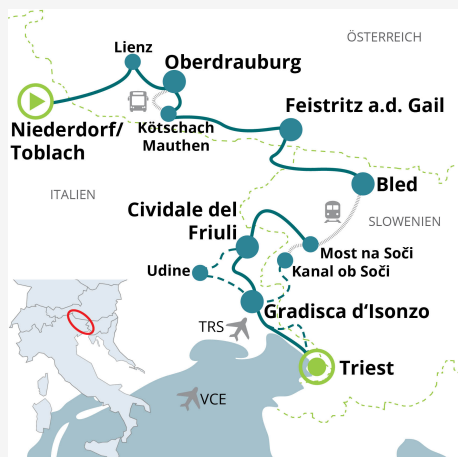 ÖSTERREICH
Lienz
Oberdrauburg
Feistritz a.d. Gail
Niederdorf/
Toblach
Kötschach
Mauthen
ITALIEN
Bled
Cividale del
Friuli
SLOWENIEN
Most na Soči
Kanal ob Soči
Udine
Gradisca d'Isonzo
TRS
Triest
VCE